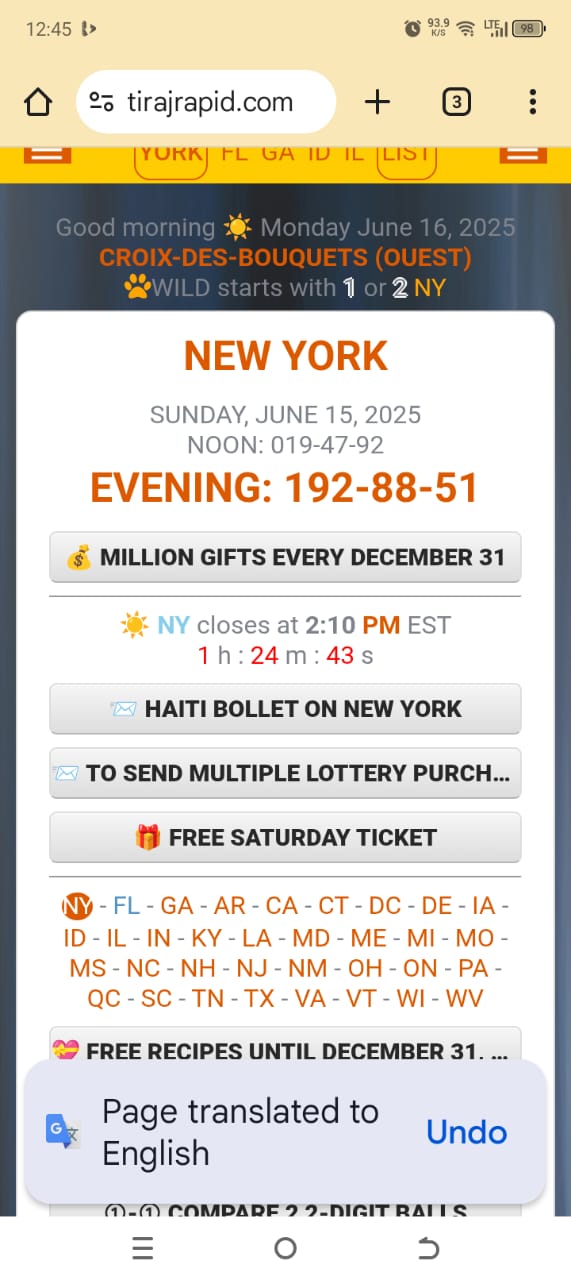 12:45
93.9 K/S LTE 98
tirajrapid.com 3
YORK FL GA ID IL LIST
Good morning ☀️ Monday June 16, 2025
CROIX-DES-BOUQUETS (OUEST)
🐾WILD starts with 1 or 2 NY
NEW YORK
SUNDAY, JUNE 15, 2025
NOON: 019-47-92
EVENING: 192-88-51
💰 MILLION GIFTS EVERY DECEMBER 31
☀️ NY closes at 2:10 PM EST
1 h : 24 m : 43 s
📨 HAITI BOLLET ON NEW YORK
📨 TO SEND MULTIPLE LOTTERY PURCH...
🎁 FREE SATURDAY TICKET
NY - FL - GA - AR - CA - CT - DC - DE - IA -
ID - IL - IN - KY - LA - MD - ME - MI - MO -
MS - NC - NH - NJ - NM - OH - ON - PA -
QC - SC - TN - TX - VA - VT - WI - WV
💝 FREE RECIPES UNTIL DECEMBER 31, ...
Page translated to
English
Undo
①-① COMPARE 2 2-DIGIT BALLS